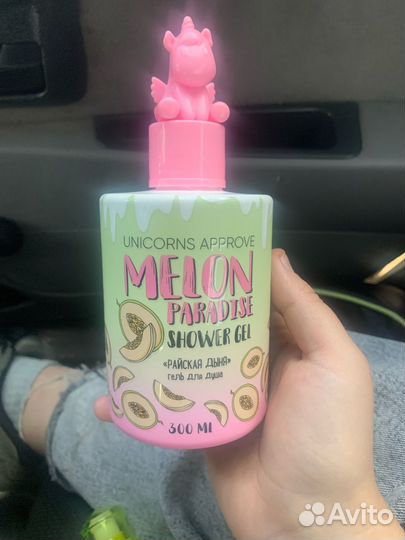 UNICORNS APPROVE
MELON
PARADISE
SHOWER GEL
«РАЙСКАЯ ДЫНЯ»
ГЕЛЬ ДЛЯ ДУША
300 Ml
Avito